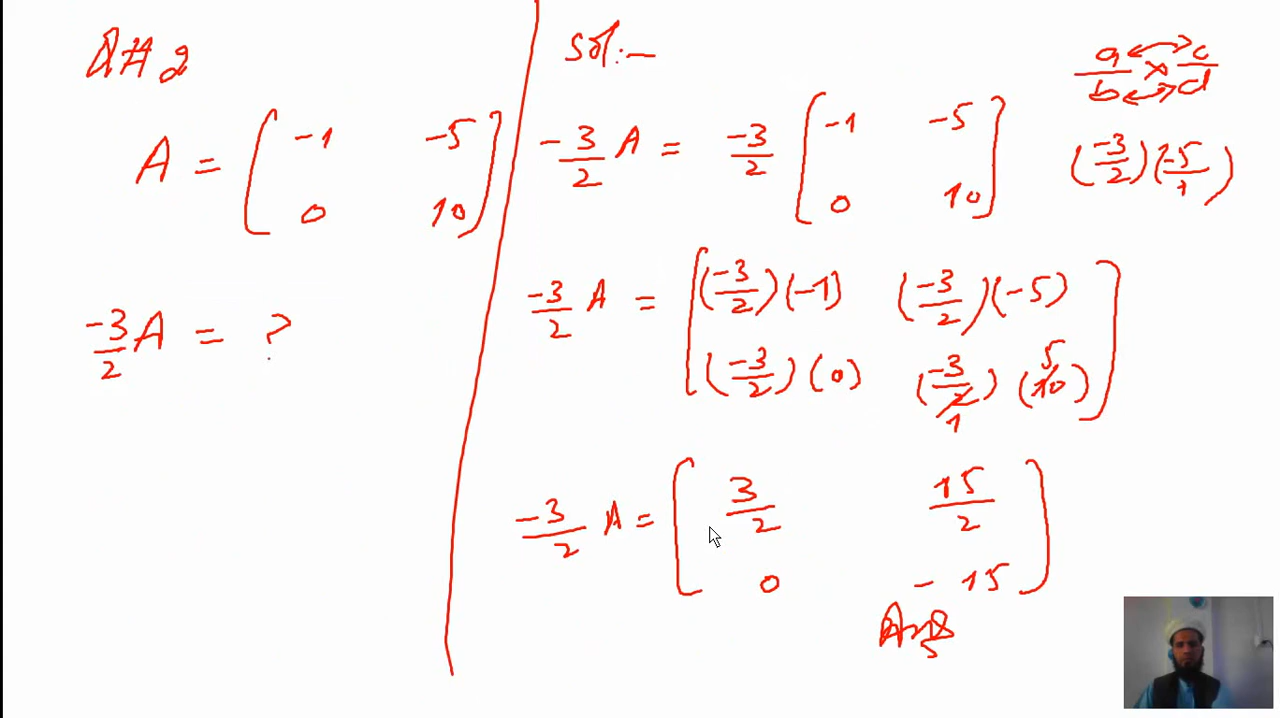 Q#2
A = [ -1 -5
0 10 ]
-3/2 A = ?
Sol:-
-3/2 A = -3/2 [ -1 -5
0 10 ]
a/b × c/d
(-3/2)(-5/1)
-3/2 A = [ (-3/2)(-1) (-3/2)(-5)
(-3/2)(0) (-3/2)(10) ]
5
1
-3/2 A = [ 3/2 15/2
0 -15 ]
Ans